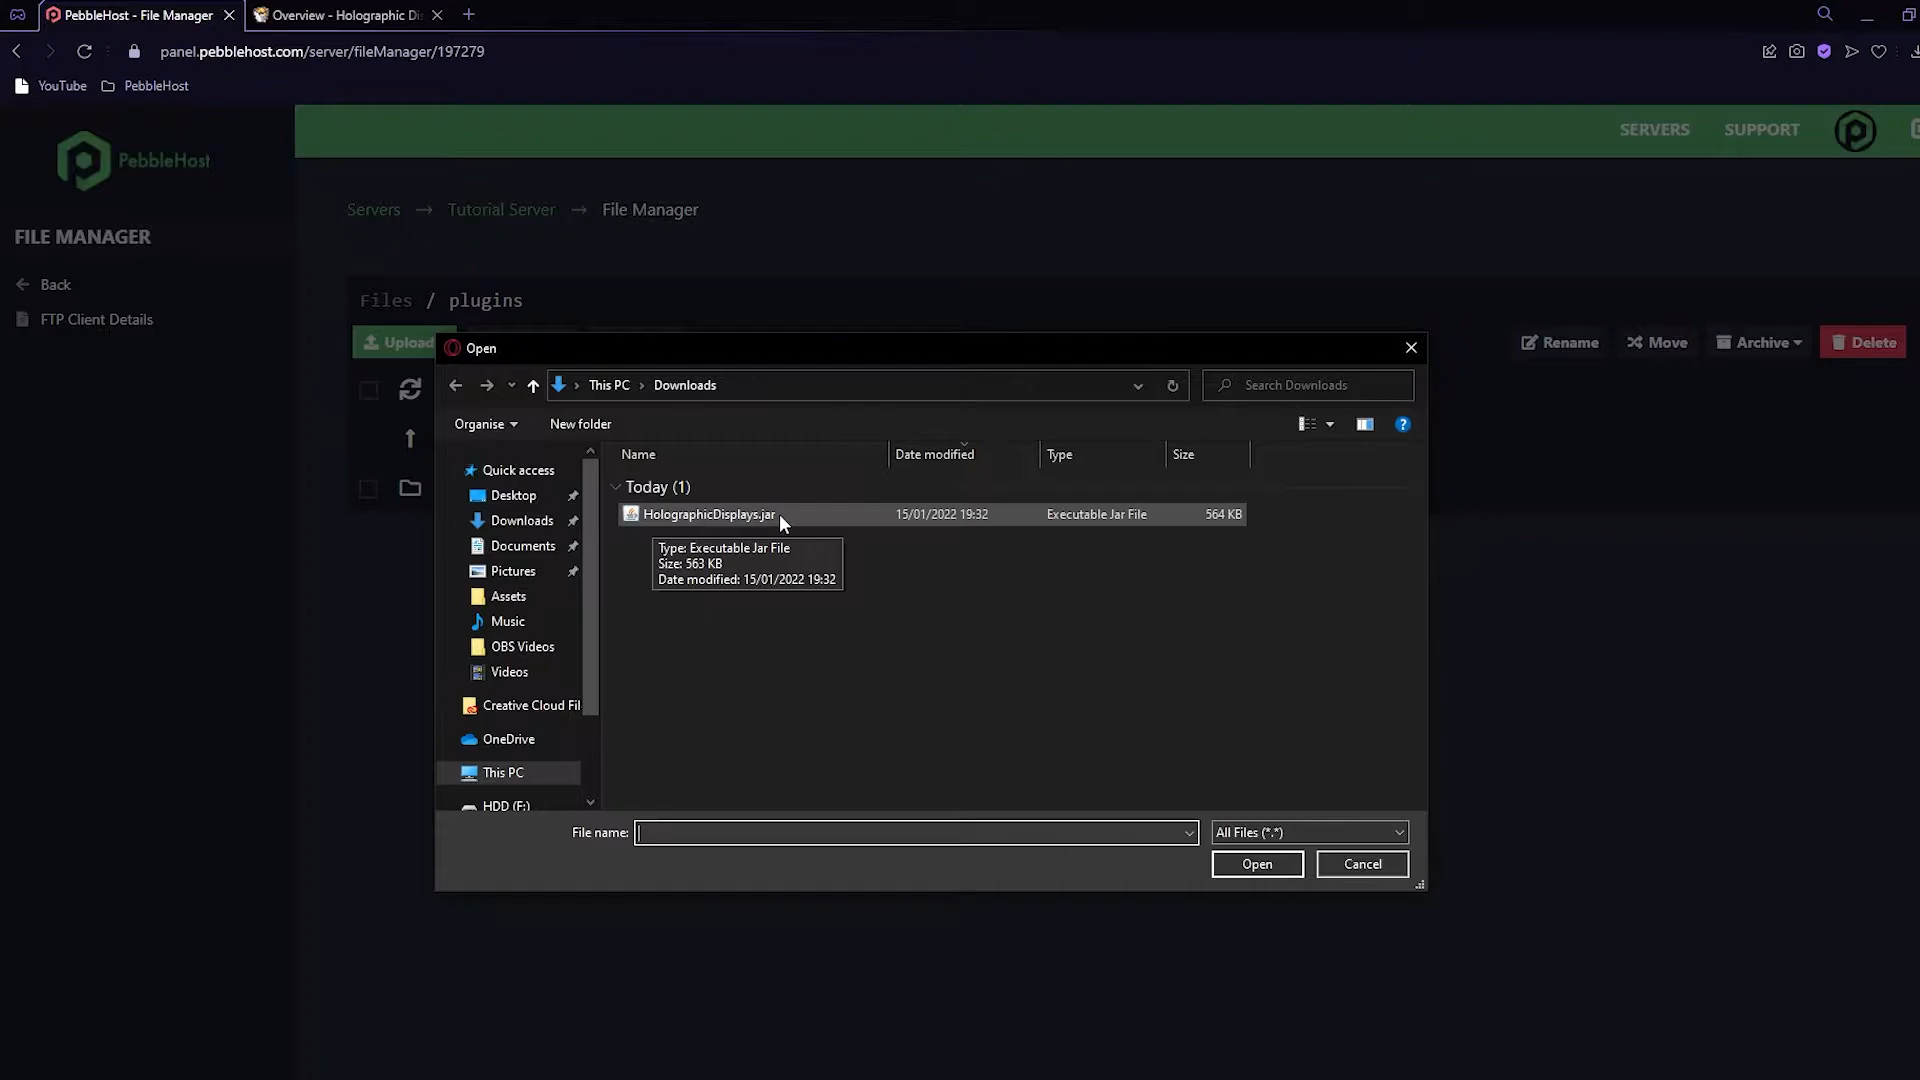 PebbleHost - File Manager
Overview - Holographic Di
panel.pebblehost.com/server/fileManager/197279
YouTube
PebbleHost
PebbleHost
SERVERS
SUPPORT
Servers → Tutorial Server → File Manager
FILE MANAGER
Back
FTP Client Details
Files / plugins
Upload
Rename
Move
Archive
Delete
Open
This PC > Downloads
Search Downloads
Organise
New folder
Name
Date modified
Type
Size
Quick access
Desktop
Downloads
Documents
Pictures
Assets
Music
OBS Videos
Videos
Creative Cloud Fil
OneDrive
This PC
HDD (F:)
Today (1)
HolographicDisplays.jar 15/01/2022 19:32 Executable Jar File 564 KB
Type: Executable Jar File
Size: 563 KB
Date modified: 15/01/2022 19:32
File name:
All Files (*.*)
Open
Cancel